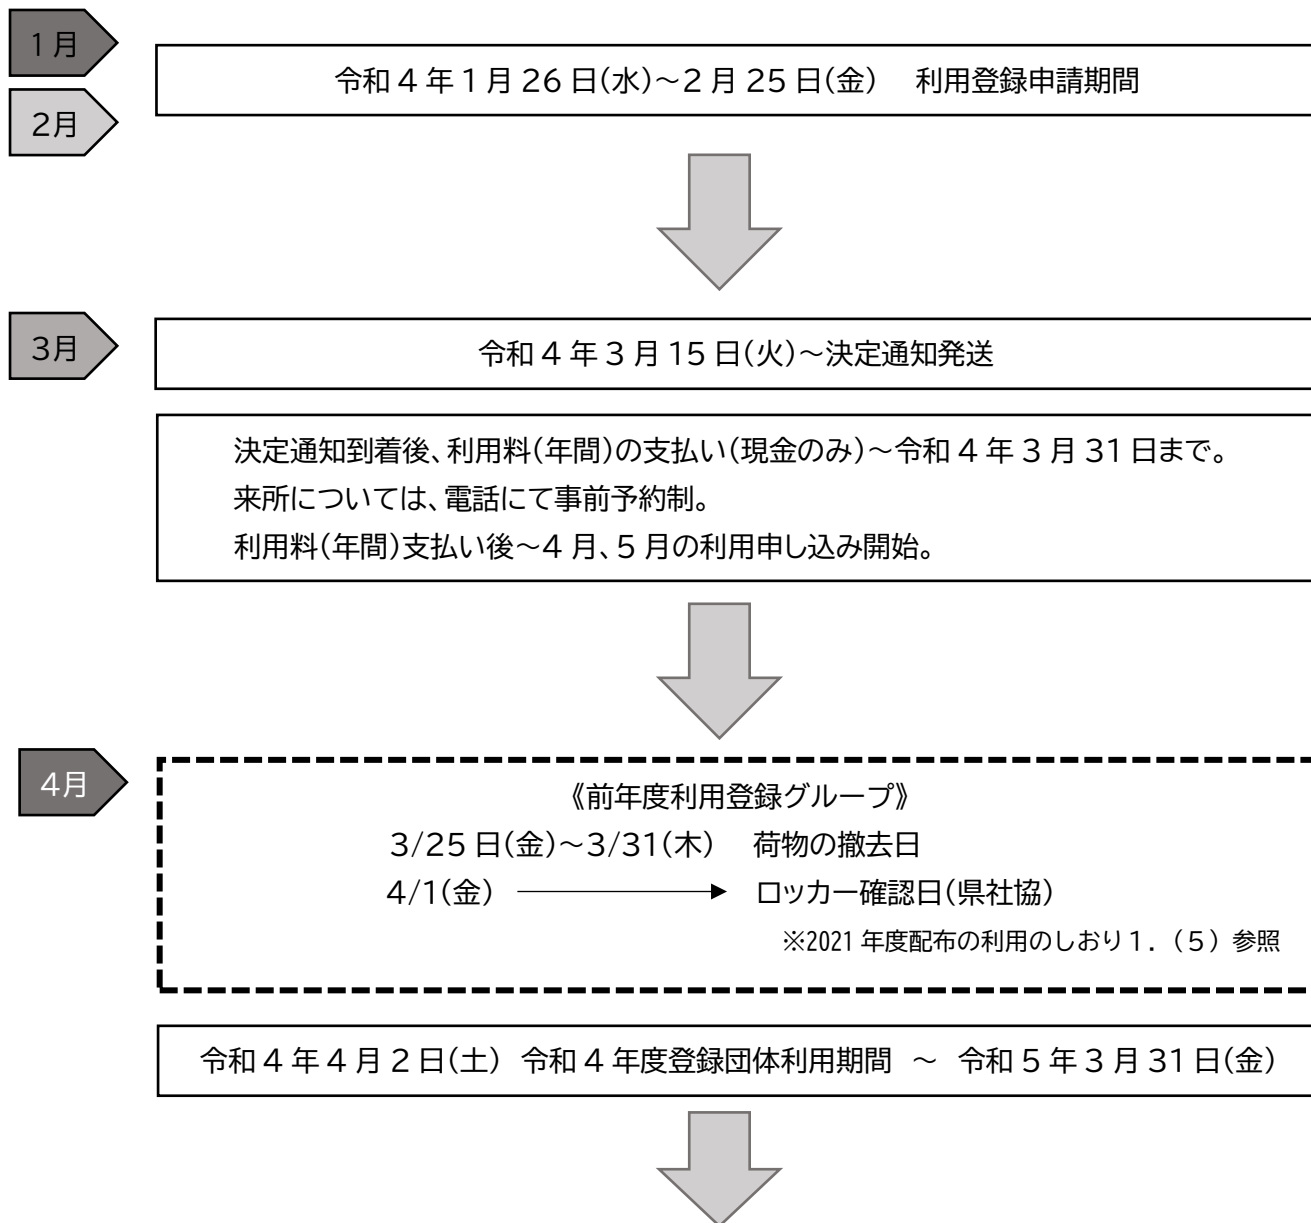 1月
令和4年1月26日(水)～2月25日(金)　利用登録申請期間
2月
3月
令和4年3月15日(火)～決定通知発送
決定通知到着後、利用料(年間)の支払い(現金のみ)～令和4年3月31日まで。
来所については、電話にて事前予約制。
利用料(年間)支払い後～4月、5月の利用申し込み開始。
4月
《前年度利用登録グループ》
3/25日(金)～3/31(木)　荷物の撤去日
4/1(金)　ロッカー確認日(県社協)
※2021年度配布の利用のしおり１．（５）参照
令和4年4月2日(土)　令和4年度登録団体利用期間　～　令和5年3月31日(金)